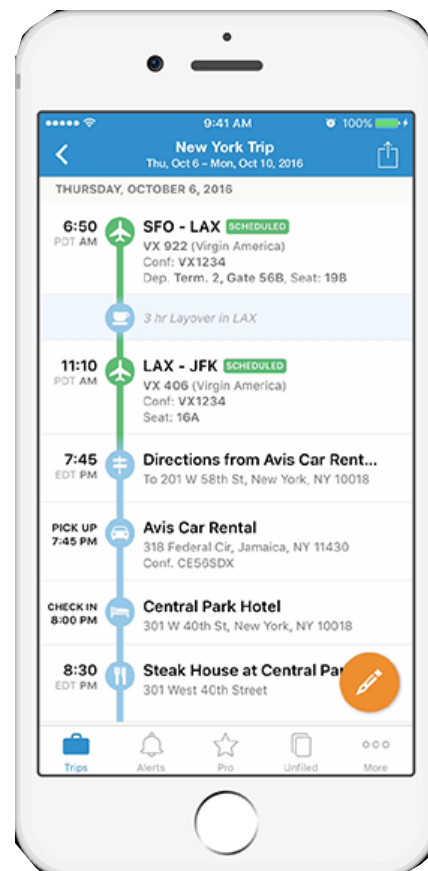 9:41 AM
100%
New York Trip
Thu, Oct 6 – Mon, Oct 10, 2016
THURSDAY, OCTOBER 6, 2016
6:50
PDT AM
SFO - LAX SCHEDULED
VX 922 (Virgin America)
Conf: VX1234
Dep. Term. 2, Gate 56B, Seat: 19B
3 hr Layover in LAX
11:10
PDT AM
LAX - JFK SCHEDULED
VX 406 (Virgin America)
Conf: VX1234
Seat: 16A
7:45
EDT PM
Directions from Avis Car Rent...
To 201 W 58th St, New York, NY 10018
PICK UP
7:45 PM
Avis Car Rental
318 Federal Cir, Jamaica, NY 11430
Conf. CE56SDX
CHECK IN
8:00 PM
Central Park Hotel
301 W 40th St, New York, NY 10018
8:30
EDT PM
Steak House at Central Pa
301 West 40th Street
Trips
Alerts
Pro
Unfiled
More